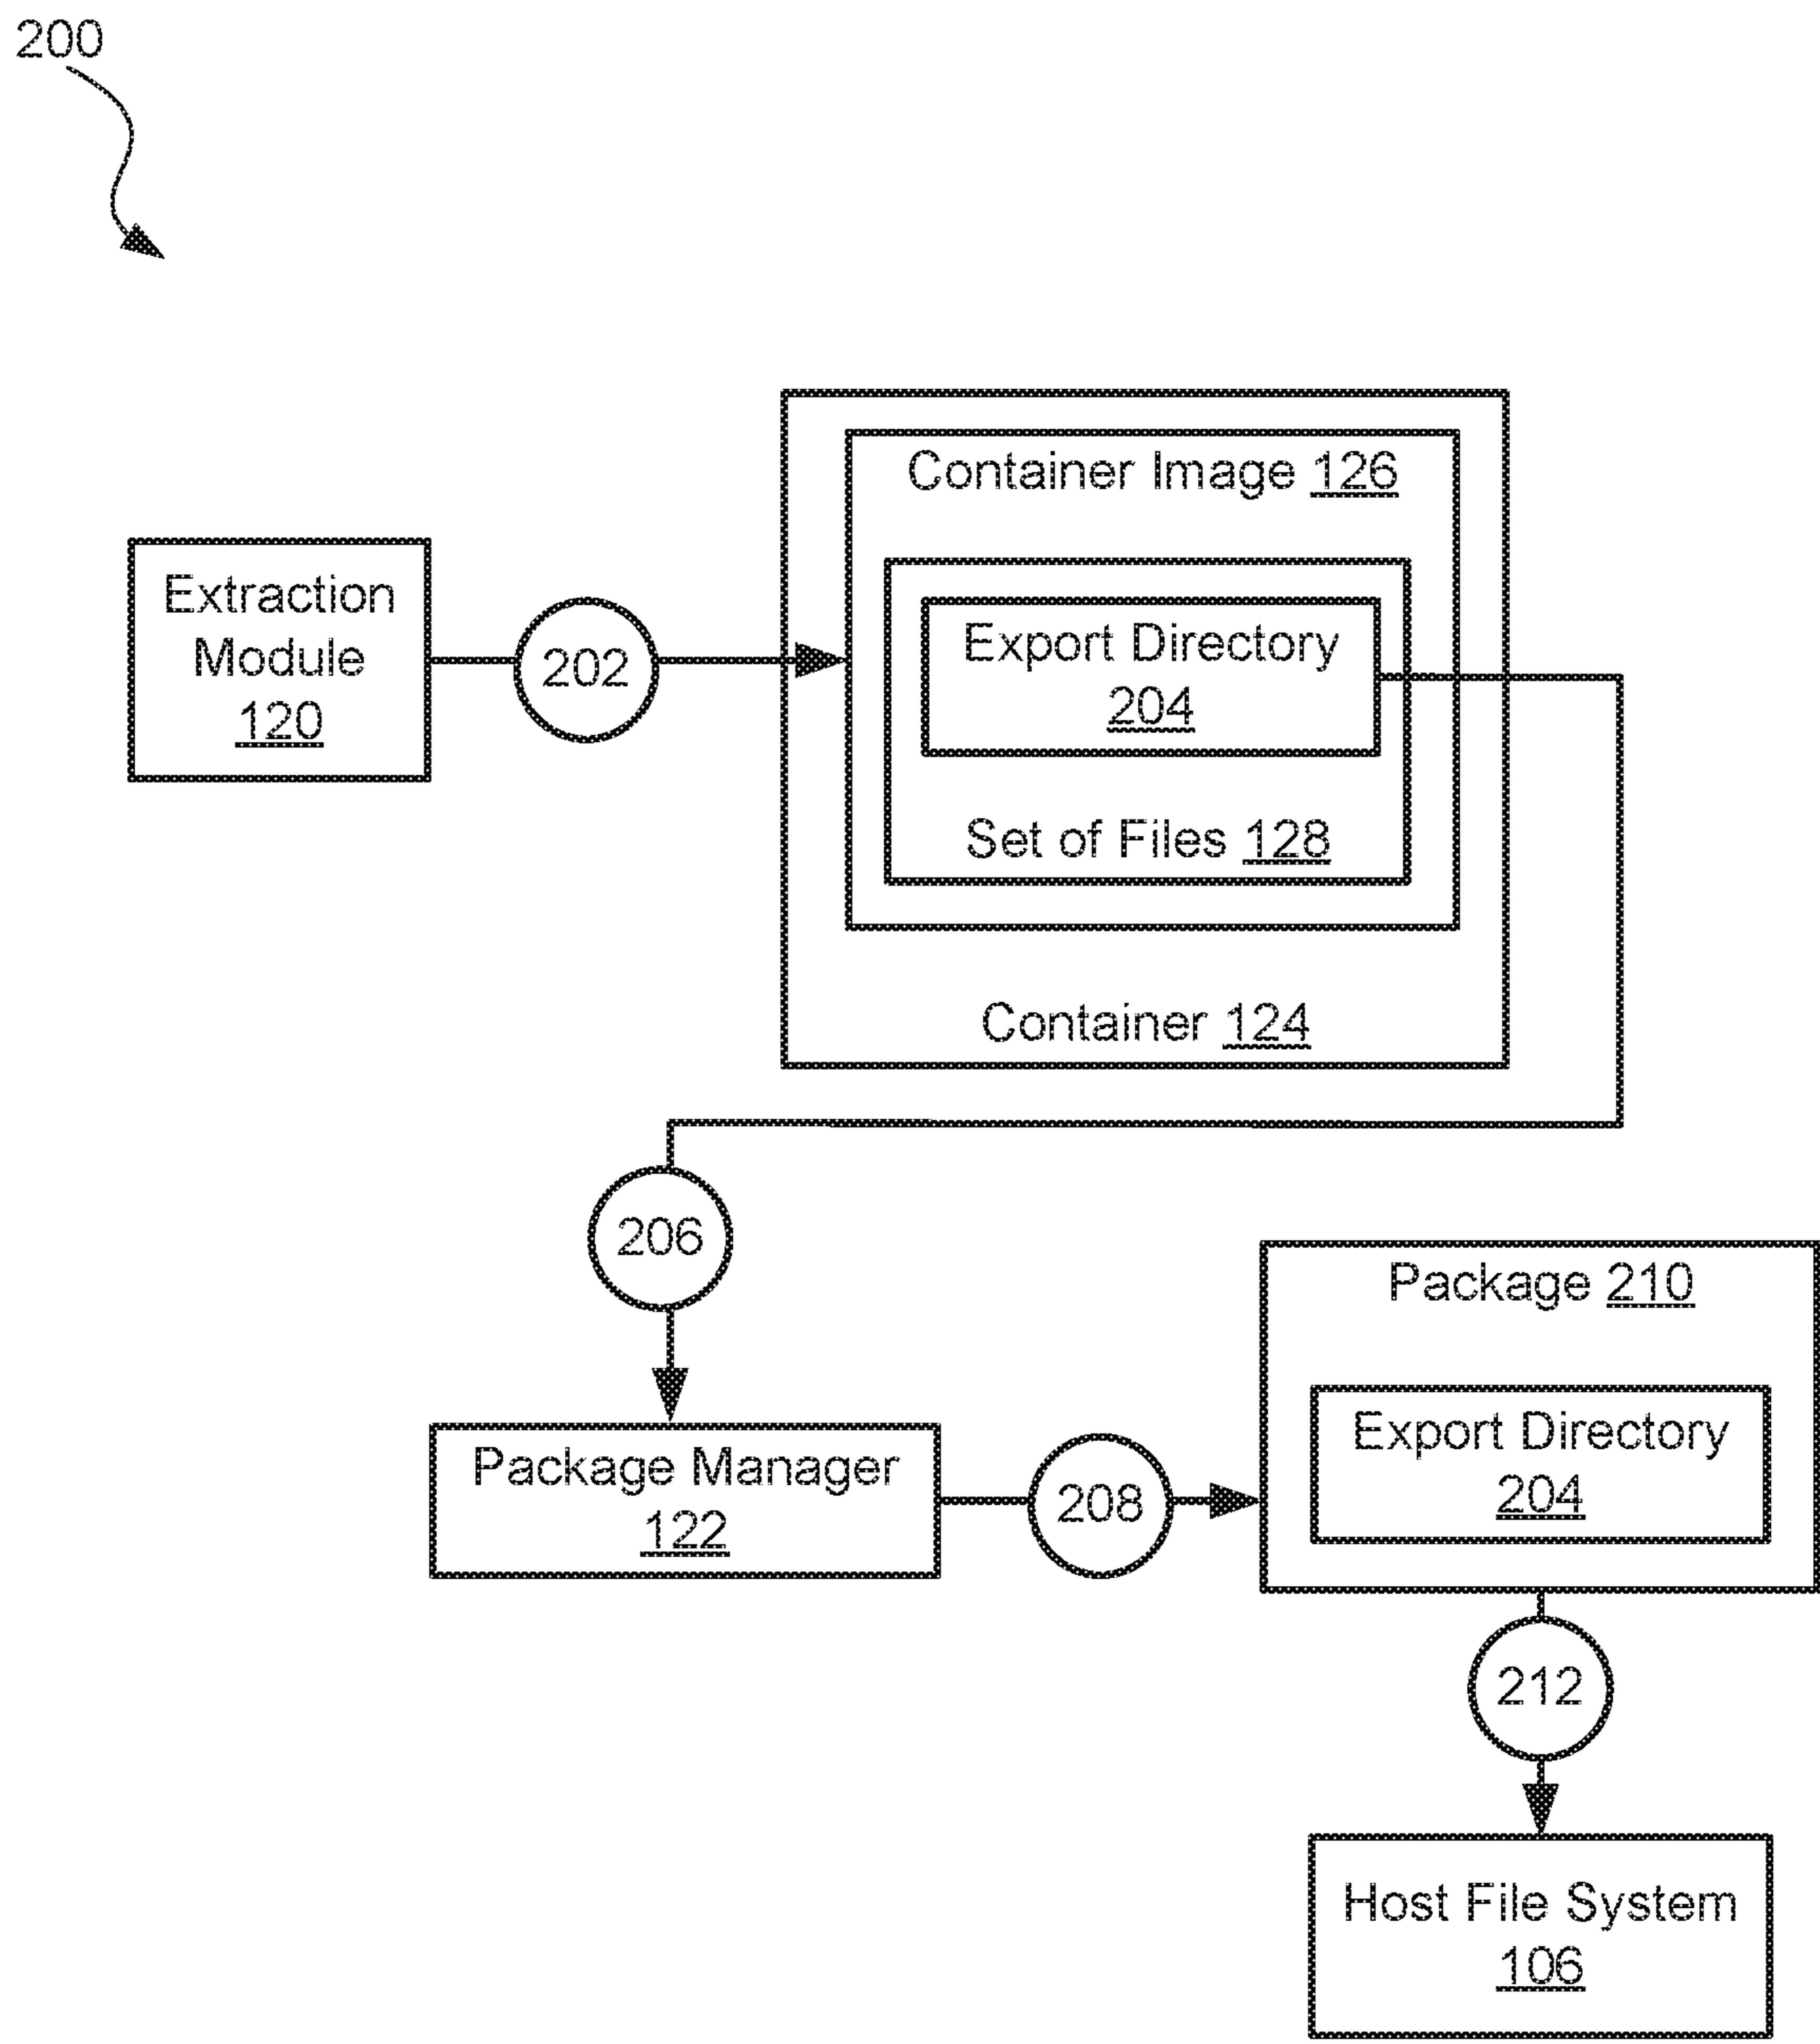 200
Container Image 126
Extraction
Module
120
202
Export Directory
204
Set of Files 128
Container 124
206
Package 210
Package Manager
122
208
Export Directory
204
212
Host File System
106